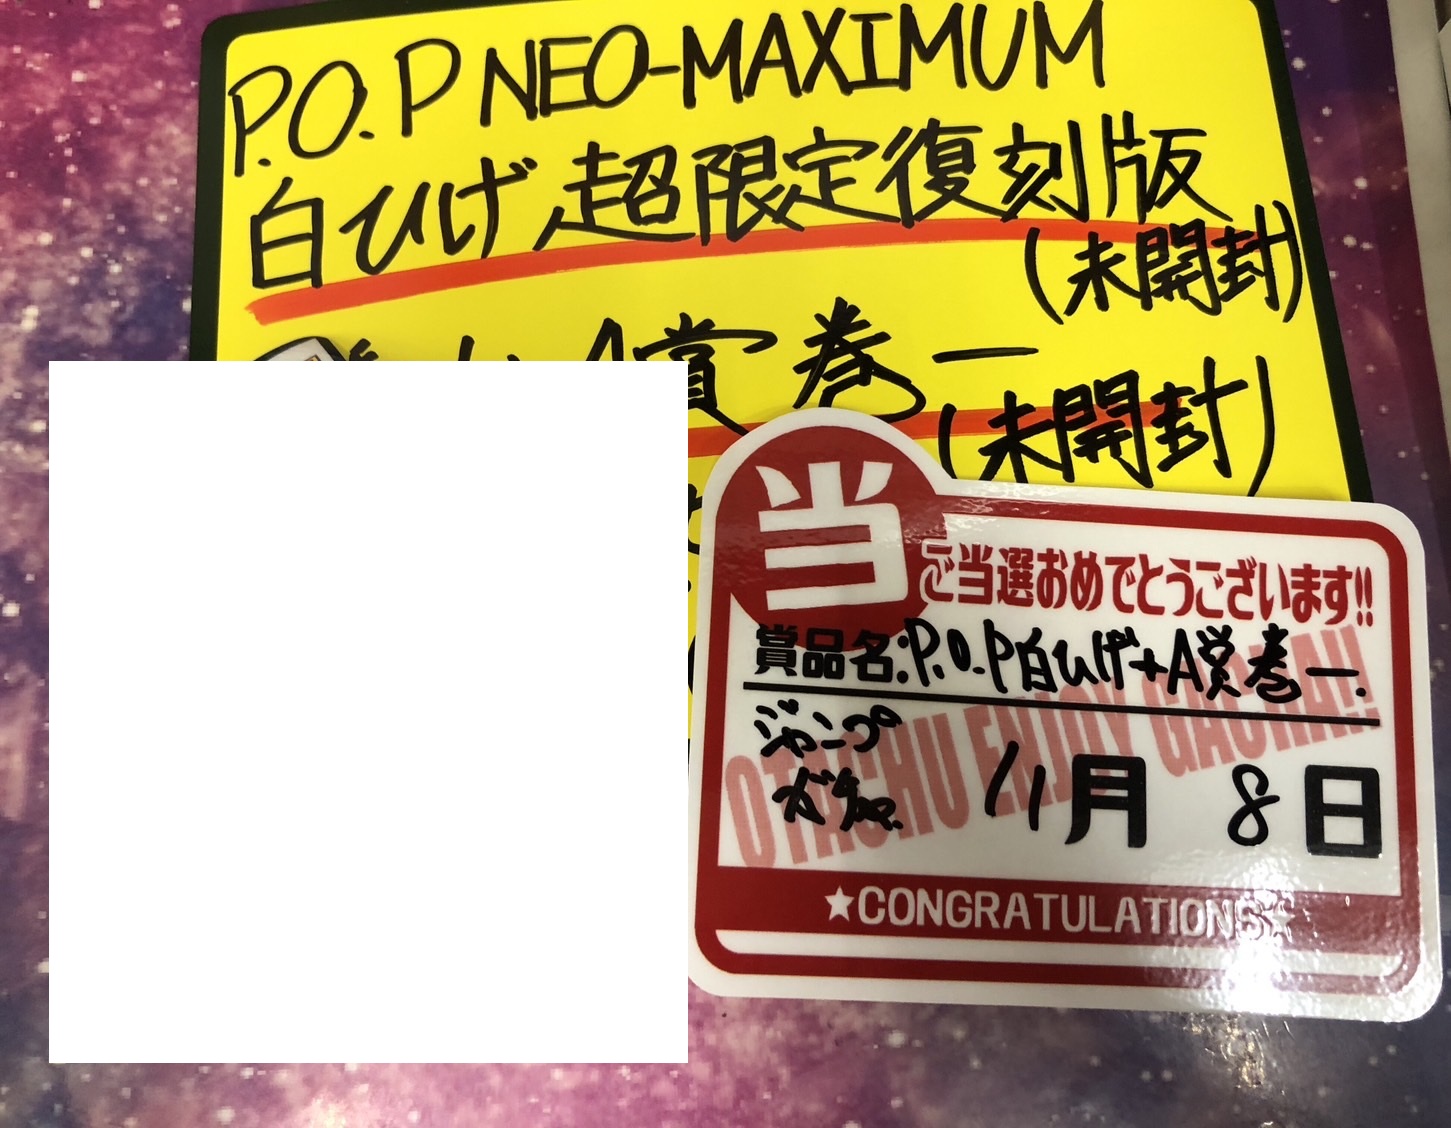 P.O.P NEO-MAXIMUM
白ひげ超限定復刻版
(未開封)
A賞 巻一
(未開封)
当
ご当選おめでとうございます!!
賞品名:P.O.P白ひげ+A賞巻一.
ジャンプ
ガチャ
11月 8日
OTACHU ENJOY GACHA!!
★CONGRATULATIONS★